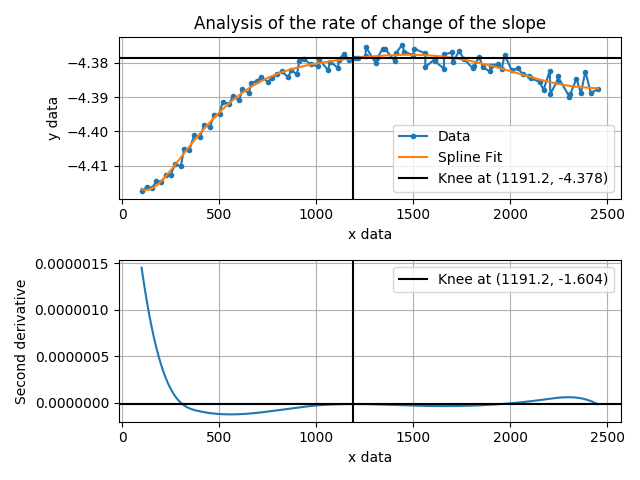 Analysis of the rate of change of the slope
−4.38
−4.39
−4.40
−4.41
y data
Data
Spline Fit
Knee at (1191.2, -4.378)
0
500
1000
1500
2000
2500
x data
0.0000015
0.0000010
0.0000005
0.0000000
Second derivative
Knee at (1191.2, -1.604)
0
500
1000
1500
2000
2500
x data